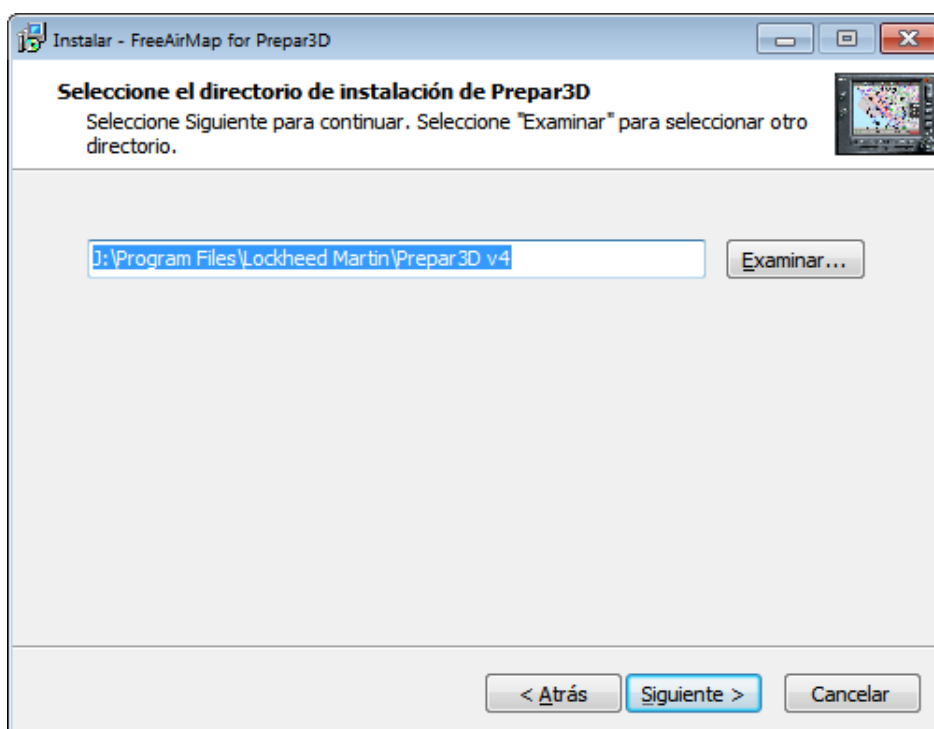 Instalar - FreeAirMap for Prepar3D
Seleccione el directorio de instalación de Prepar3D
Seleccione Siguiente para continuar. Seleccione "Examinar" para seleccionar otro
directorio.
J:\Program Files\Lockheed Martin\Prepar3D v4
Examinar...
< Atrás
Siguiente >
Cancelar